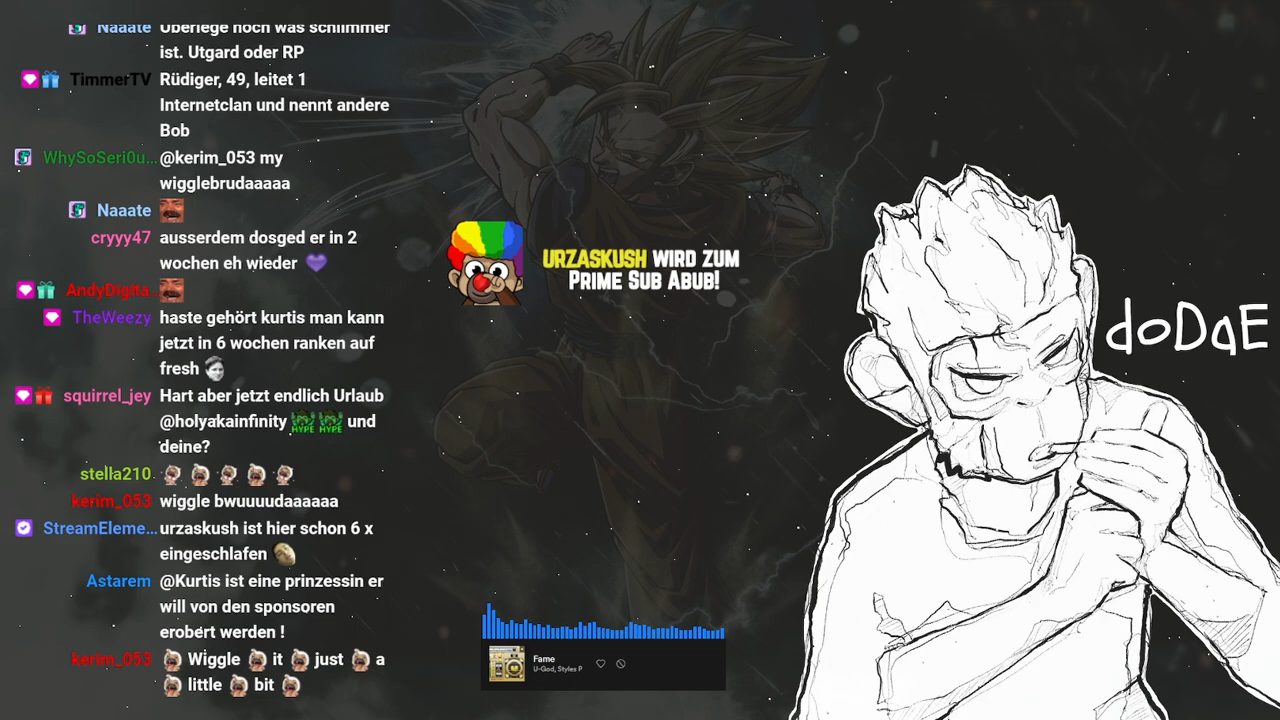 Naaate Überlege noch was schlimmer
ist. Utgard oder RP
TimmerTV Rüdiger, 49, leitet 1
Internetclan und nennt andere
Bob
WhySoSeri0u... @kerim_053 my
wigglebrudaaaaa
Naaate
cryyy47 ausserdem dosged er in 2
wochen eh wieder
AndyDigita...
TheWeezy haste gehört kurtis man kann
jetzt in 6 wochen ranken auf
fresh
squirrel_jey Hart aber jetzt endlich Urlaub
@holyakainfinity HYPE HYPE und
deine?
stella210
kerim_053 wiggle bwuuuudaaaaaa
StreamEleme... urzaskush ist hier schon 6 x
eingeschlafen
Astarem @Kurtis ist eine prinzessin er
will von den sponsoren
erobert werden !
kerim_053 Wiggle it just a
little bit
URZASKUSH WIRD ZUM
PRIME SUB ABUB!
doDaE
Fame
U-God, Styles P